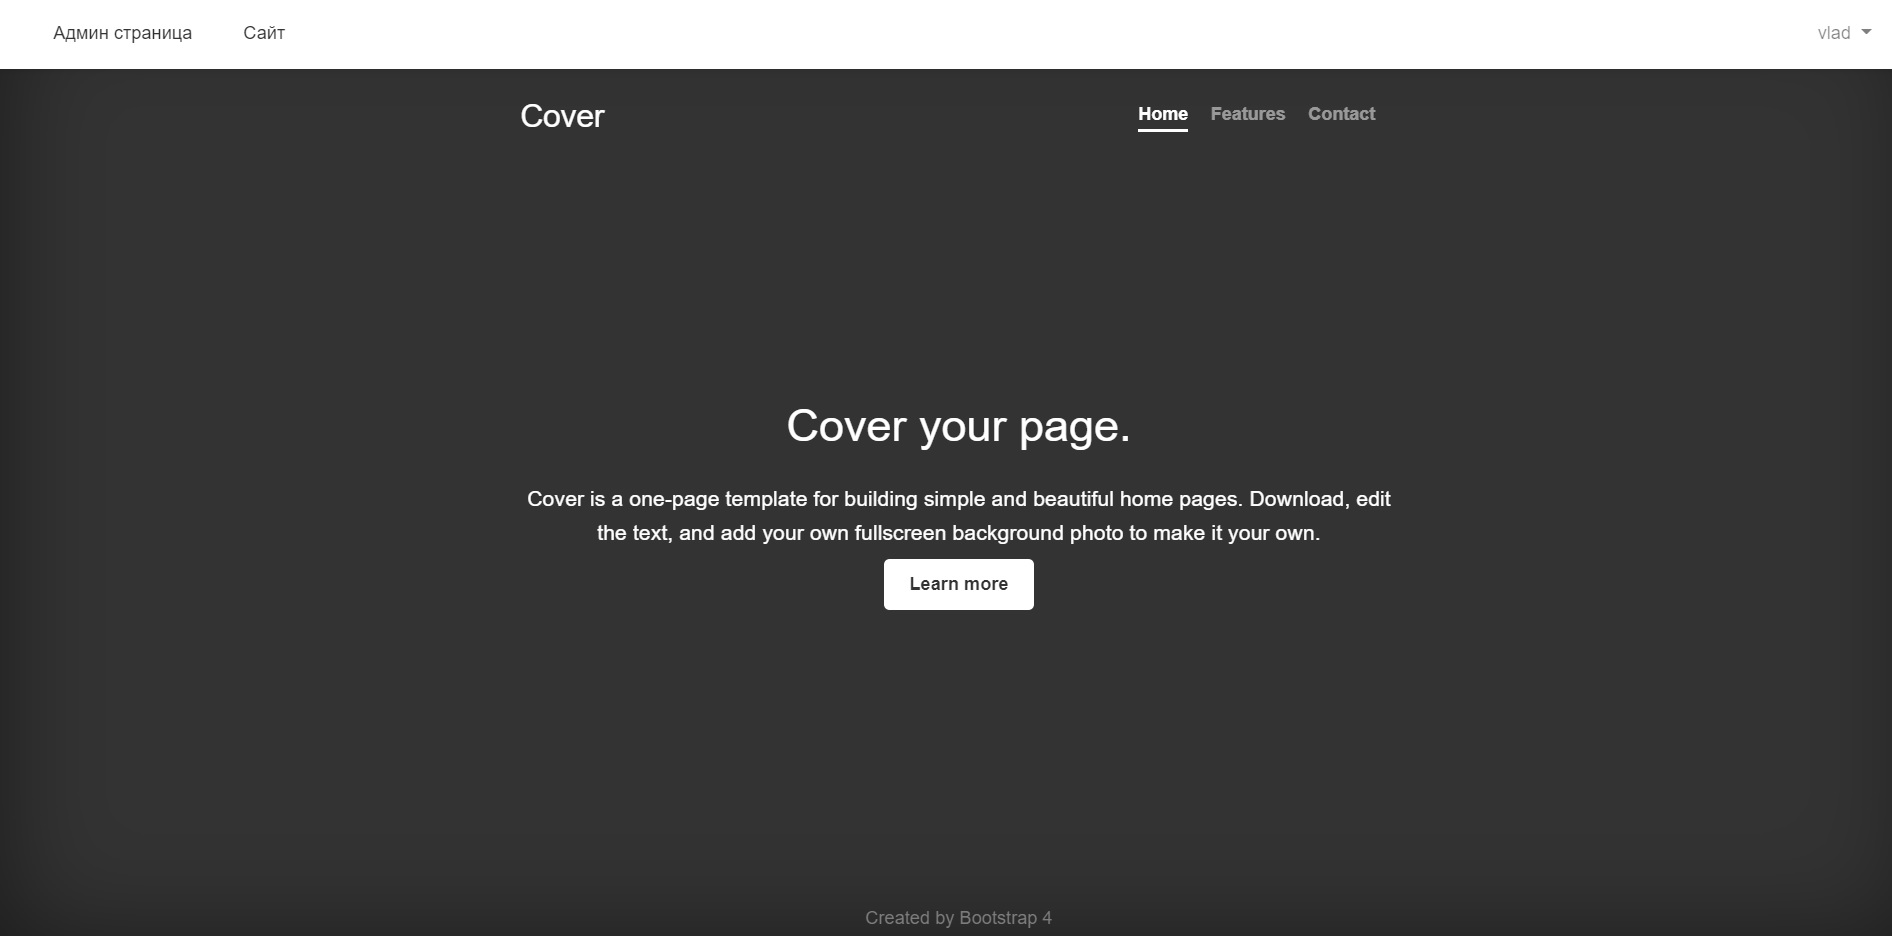 Админ страница
Сайт
vlad
Cover
Home
Features
Contact
Cover your page.
Cover is a one-page template for building simple and beautiful home pages. Download, edit
the text, and add your own fullscreen background photo to make it your own.
Learn more
Created by Bootstrap 4